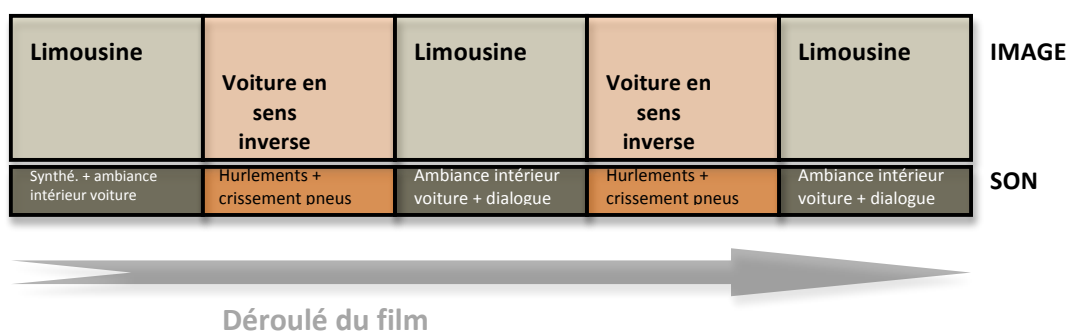 Limousine
Voiture en
sens
inverse
Limousine
Voiture en
sens
inverse
Limousine
IMAGE
Synthé. + ambiance
intérieur voiture
Hurlements +
crissement pneus
Ambiance intérieur
voiture + dialogue
Hurlements +
crissement pneus
Ambiance intérieur
voiture + dialogue
SON
Déroulé du film